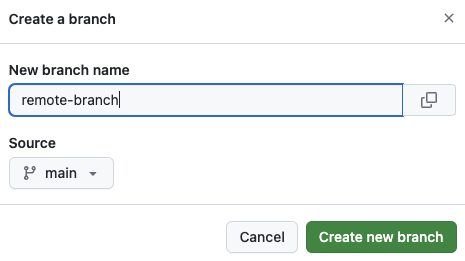 Create a branch
New branch name
remote-branch
Source
main
Cancel
Create new branch